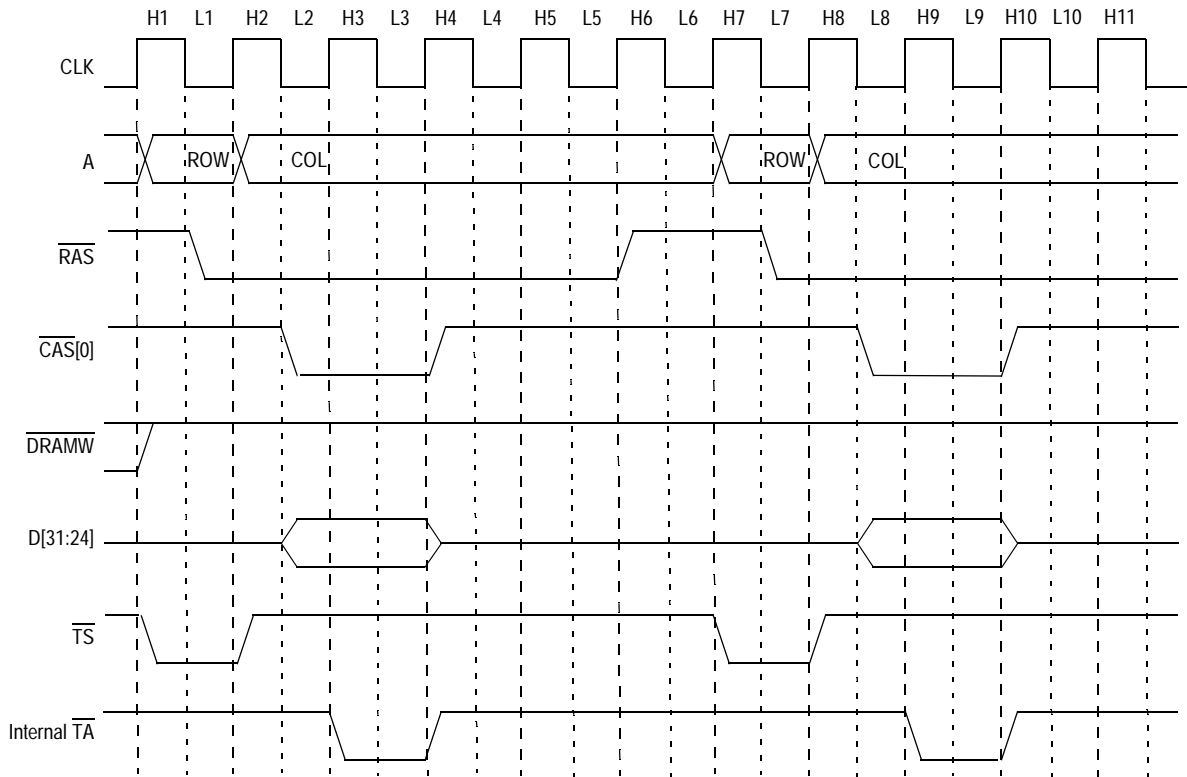 H1 L1 H2 L2 H3 L3 H4 L4 H5 L5 H6 L6 H7 L7 H8 L8 H9 L9 H10 L10 H11
CLK
A ROW COL ROW COL
RAS
CAS[0]
DRAMW
D[31:24]
TS
Internal TA